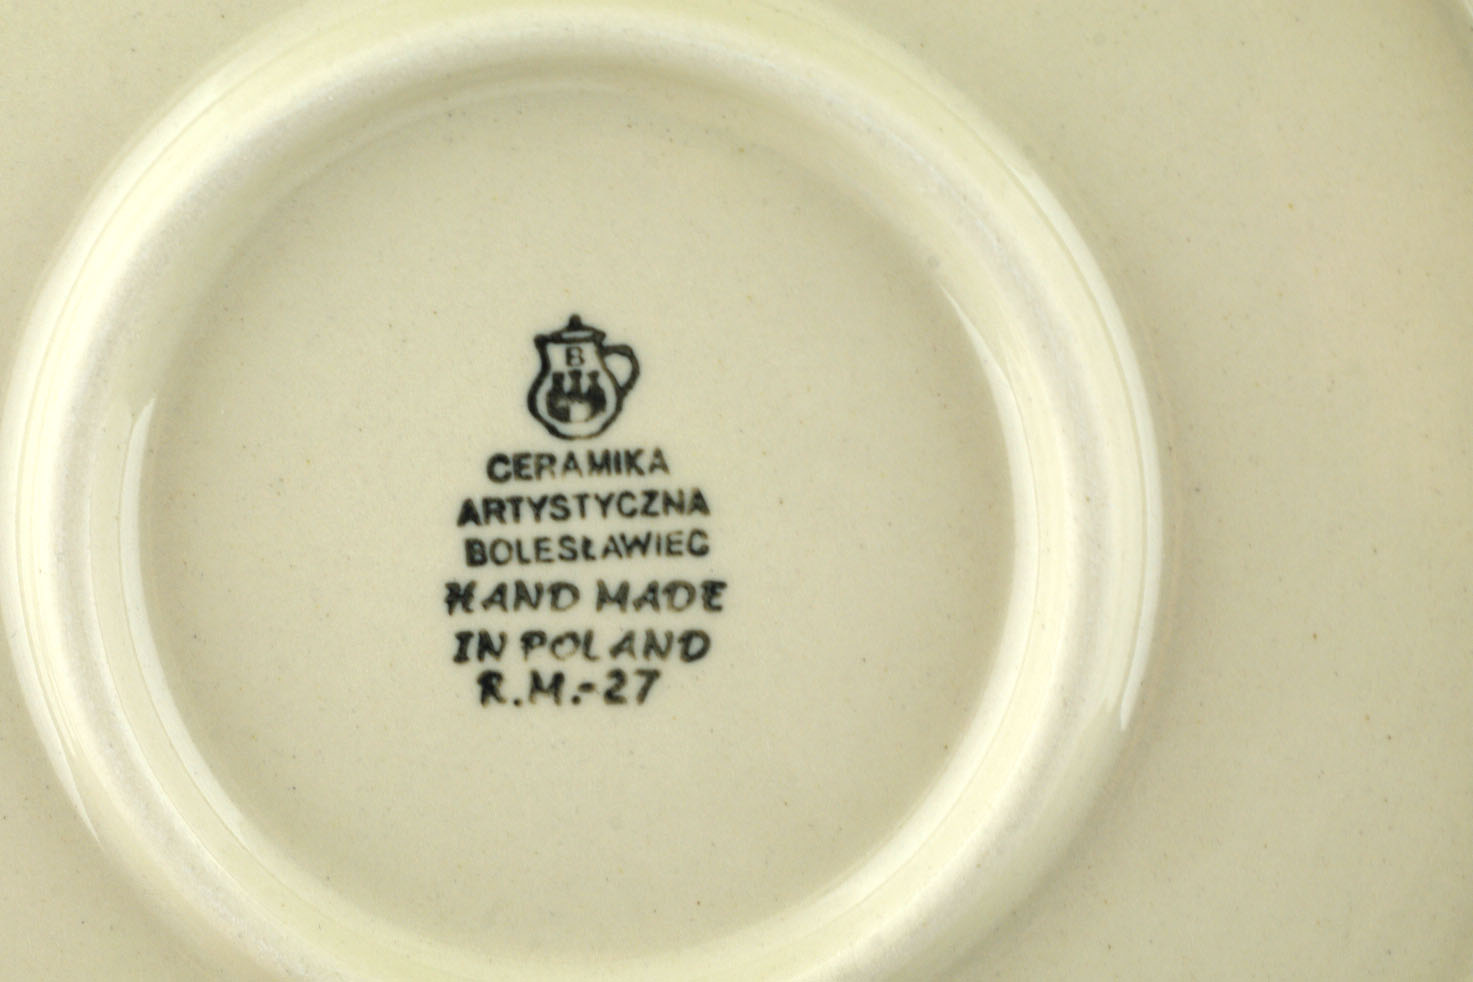 B
CERAMIKA
ARTYSTYCZNA
BOLESŁAWIEC
HAND MADE
IN POLAND
R.M.-27